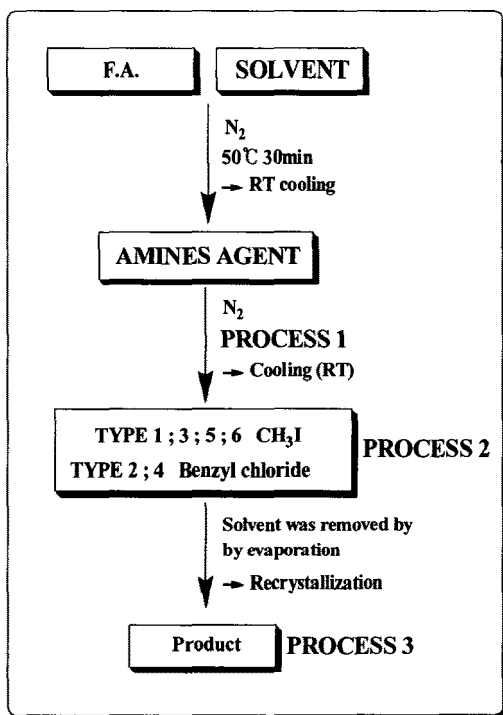 F.A.
SOLVENT
N₂
50℃ 30min
→ RT cooling
AMINES AGENT
N₂
PROCESS 1
→ Cooling (RT)
TYPE 1 ; 3 ; 5 ; 6 CH₃I
TYPE 2 ; 4 Benzyl chloride
PROCESS 2
Solvent was removed by
by evaporation
→ Recrystallization
Product
PROCESS 3